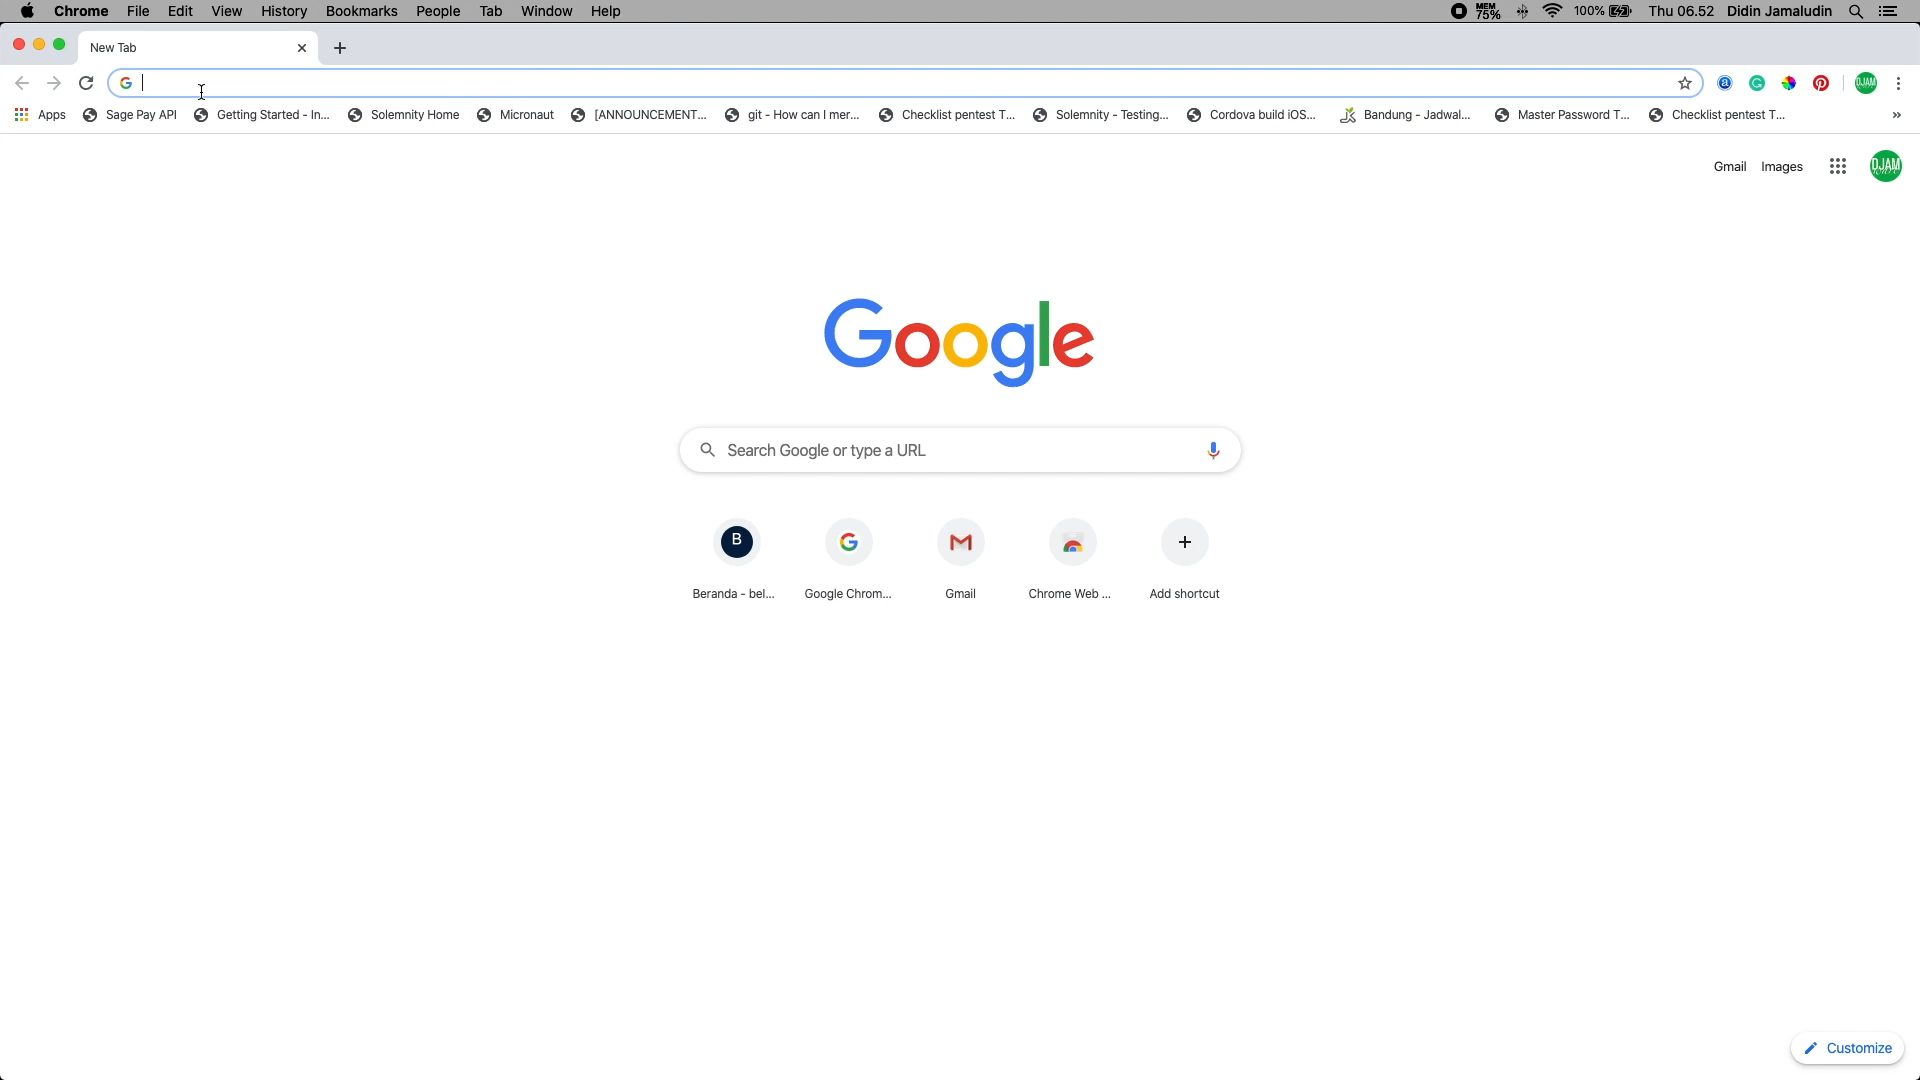 Chrome File Edit View History Bookmarks People Tab Window Help MEM 75% 100% Thu 06.52 Didin Jamaludin
New Tab
Apps Sage Pay API Getting Started - In... Solemnity Home Micronaut [ANNOUNCEMENT... git - How can I mer... Checklist pentest T... Solemnity - Testing... Cordova build iOS... Bandung - Jadwal... Master Password T... Checklist pentest T... »
Gmail Images DJAM
Google
Search Google or type a URL
B
Beranda - bel... Google Chrom... Gmail Chrome Web ... Add shortcut
Customize